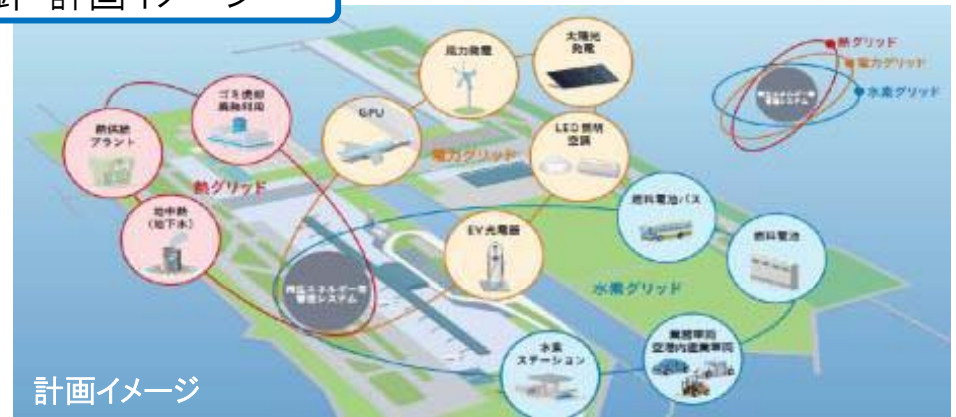 計画イメージ
風力発電
太陽光
発電
熱グリッド
電力グリッド
水素グリッド
ゴミ焼却
廃熱利用
GPU
LED照明
空調
熱供給
プラント
電力グリッド
熱グリッド
燃料電池バス
地中熱
(地下水)
EV充電器
燃料電池
水素グリッド
水素
ステーション
業務車両
空港内産業車両
計画イメージ